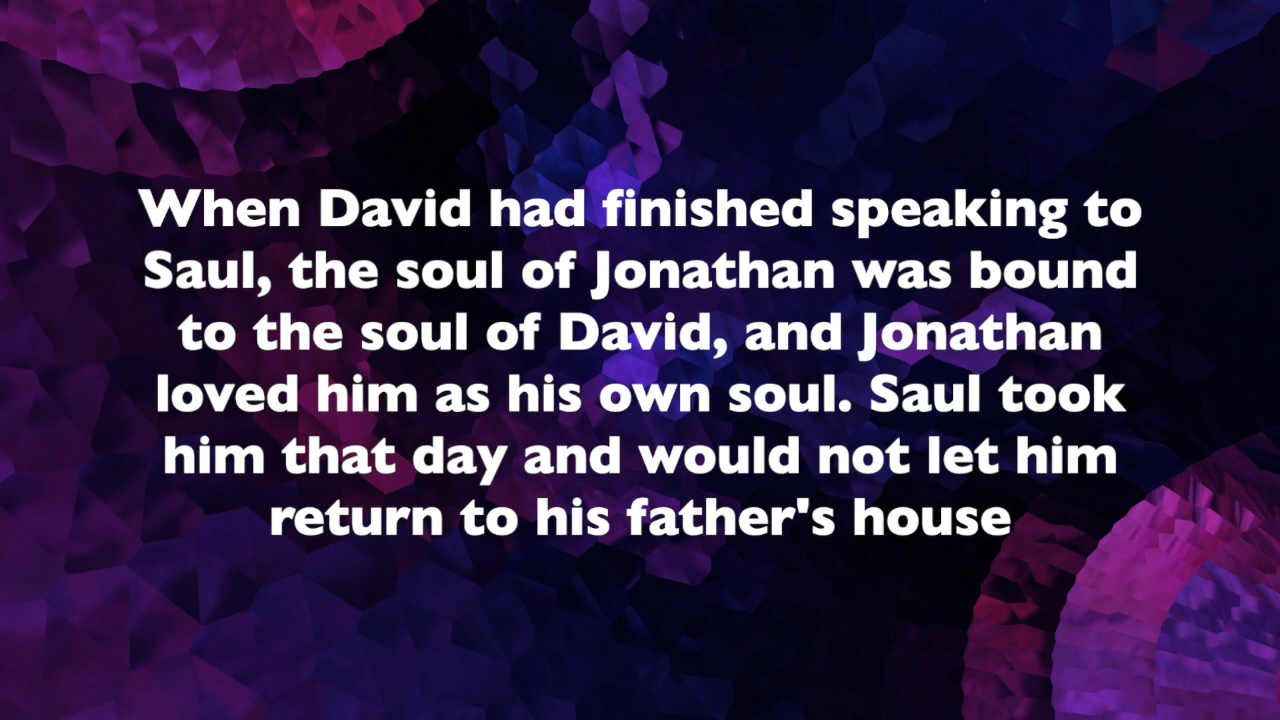 When David had finished speaking to
Saul, the soul of Jonathan was bound
to the soul of David, and Jonathan
loved him as his own soul. Saul took
him that day and would not let him
return to his father's house